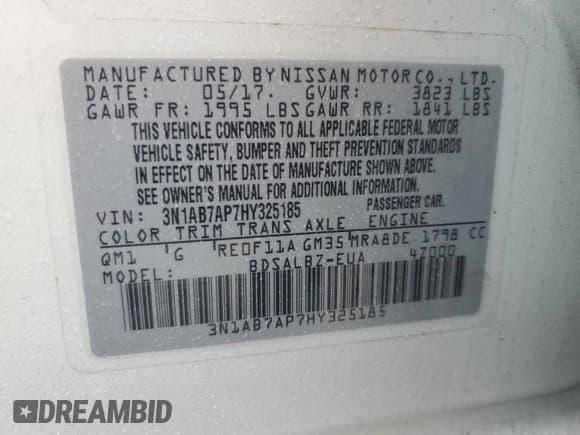 MANUFACTURED BY NISSAN MOTOR CO., LTD.
DATE: 05/17. GVWR: 3823 LBS
GAWR FR: 1995 LBS GAWR RR: 1841 LBS
THIS VEHICLE CONFORMS TO ALL APPLICABLE FEDERAL MOTOR
VEHICLE SAFETY, BUMPER AND THEFT PREVENTION STANDARDS
IN EFFECT ON THE DATE OF MANUFACTURE SHOWN ABOVE.
SEE OWNER'S MANUAL FOR ADDITIONAL INFORMATION.
VIN: 3N1AB7AP7HY325185 PASSENGER CAR.
COLOR TRIM TRANS AXLE ENGINE
QM1 G RE0F11A GM35 MRA8DE 1798 CC
MODEL: BDSALBZ-EUA 47000
3N1AB7AP7HY325185
DREAMBID